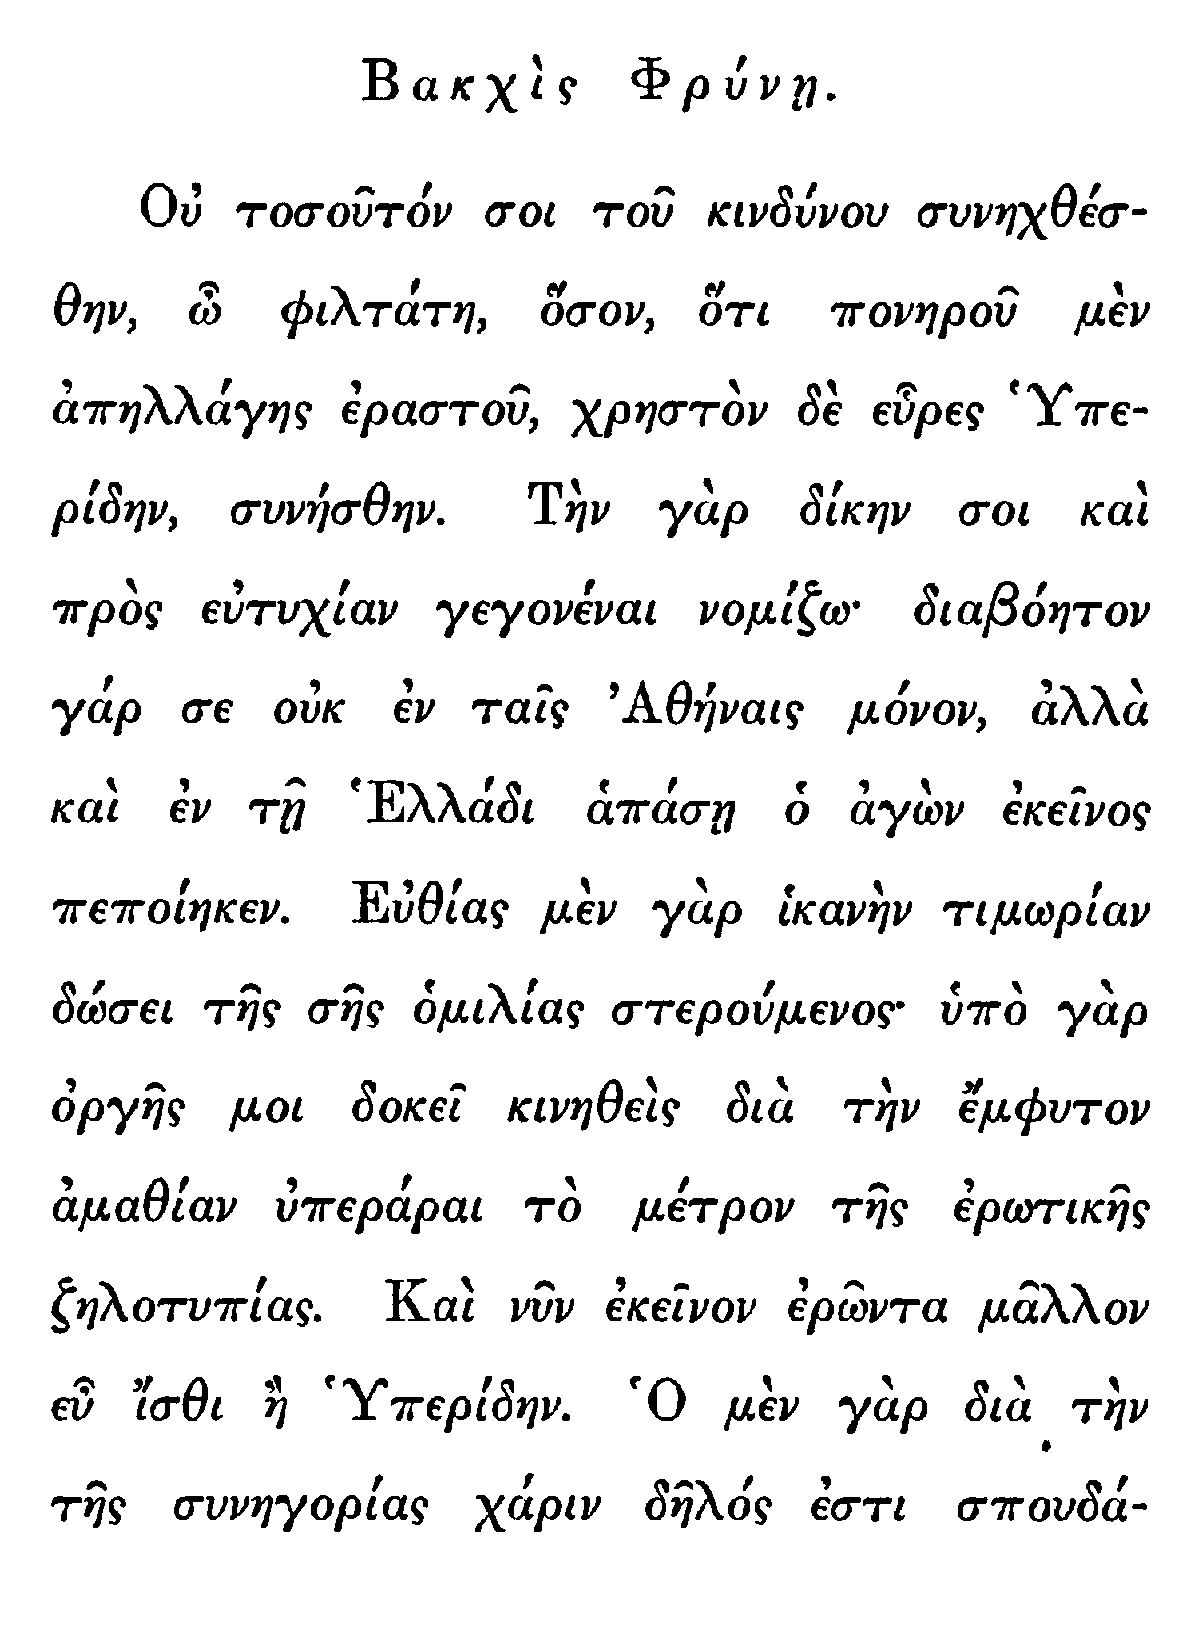 Βακχὶς Φρύνῃ.
Οὐ τοσοῦτόν σοι τοῦ κινδύνου συνηχθέσ-
θην, ὦ φιλτάτη, ὅσον, ὅτι πονηροῦ μὲν
ἀπηλλάγης ἐραστοῦ, χρηστὸν δὲ εὗρες Ὑπε-
ρίδην, συνήσθην. Τὴν γὰρ δίκην σοι καὶ
πρὸς εὐτυχίαν γεγονέναι νομίζω· διαβόητον
γάρ σε οὐκ ἐν ταῖς Ἀθήναις μόνον, ἀλλὰ
καὶ ἐν τῇ Ἑλλάδι ἁπάσῃ ὁ ἀγὼν ἐκεῖνος
πεποίηκεν. Εὐθίας μὲν γὰρ ἱκανὴν τιμωρίαν
δώσει τῆς σῆς ὁμιλίας στερούμενος· ὑπὸ γὰρ
ὀργῆς μοι δοκεῖ κινηθεὶς διὰ τὴν ἔμφυτον
ἀμαθίαν ὑπεράραι τὸ μέτρον τῆς ἐρωτικῆς
ζηλοτυπίας. Καὶ νῦν ἐκεῖνον ἐρῶντα μᾶλλον
εὖ ἴσθι ἢ Ὑπερίδην. Ὁ μὲν γὰρ διὰ τὴν
τῆς συνηγορίας χάριν δῆλός ἐστι σπουδά-